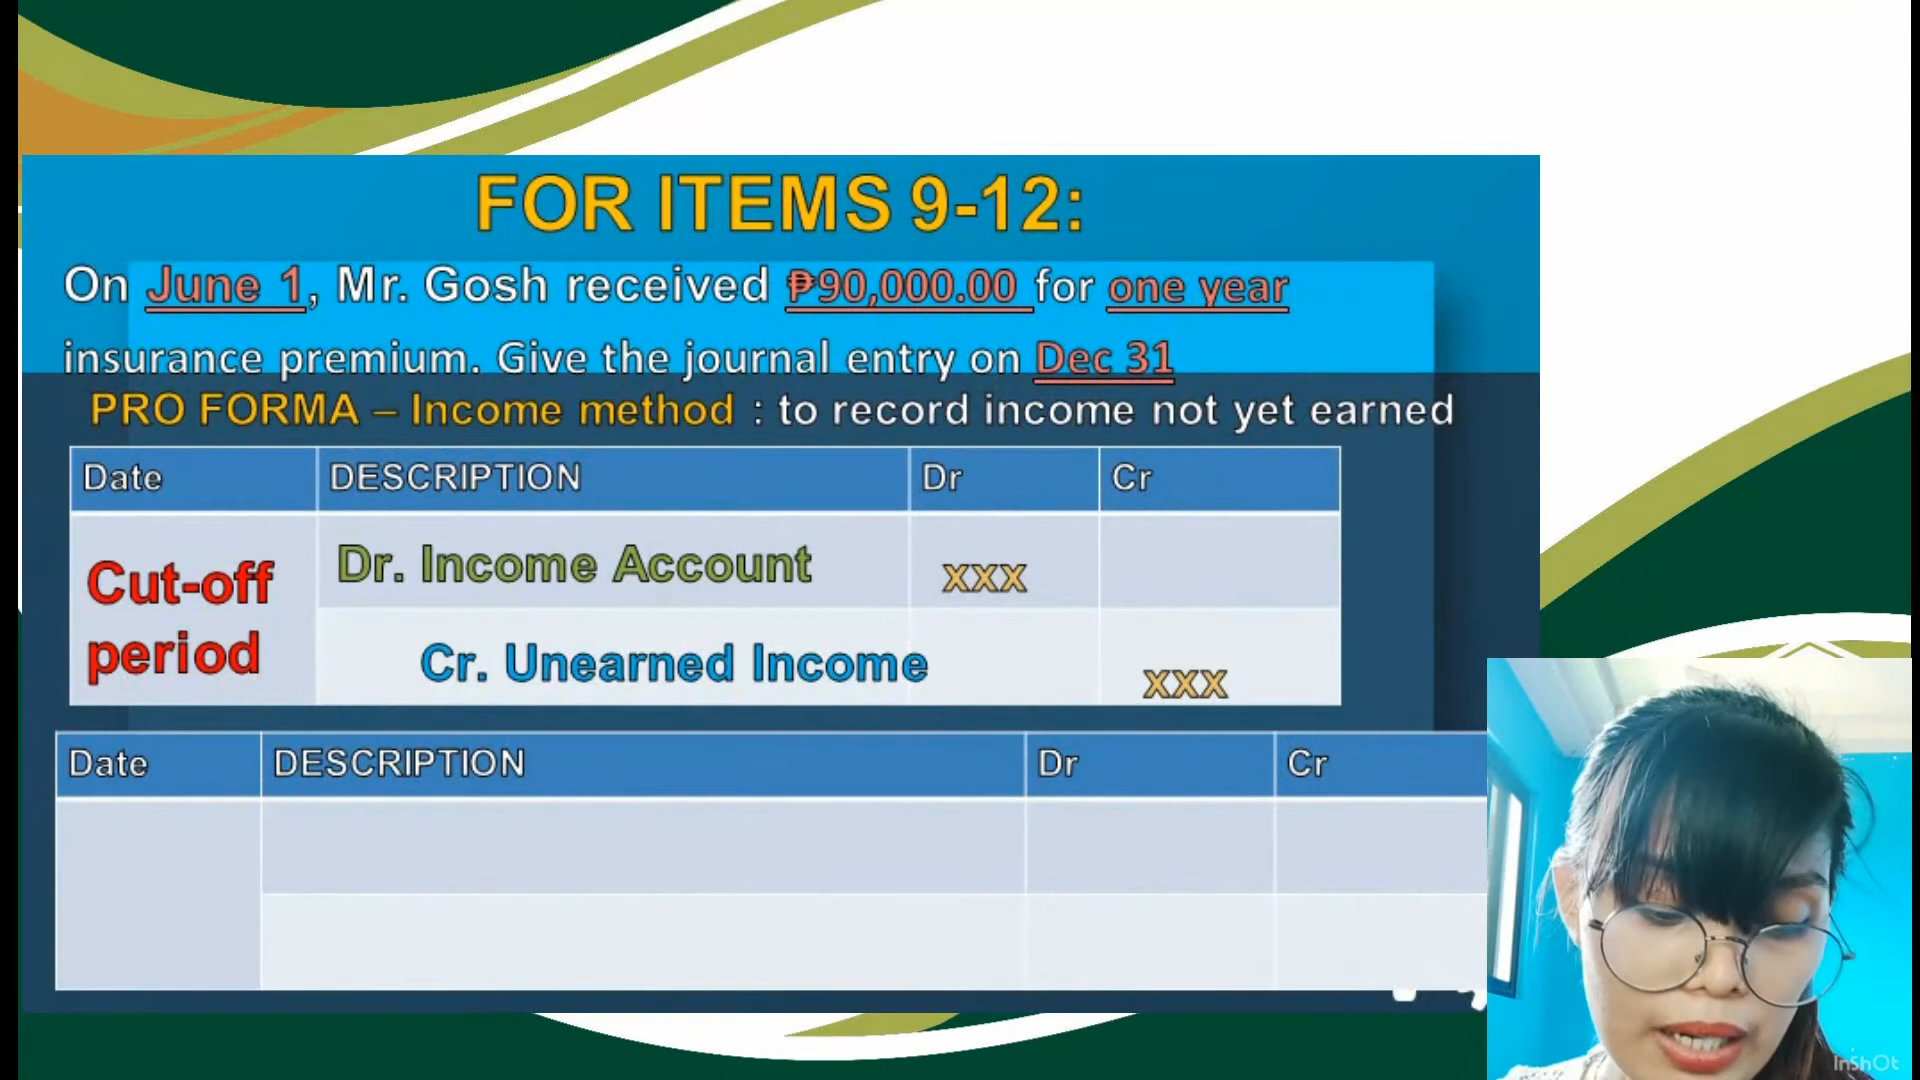 FOR ITEMS 9-12:
On June 1, Mr. Gosh received ₱90,000.00 for one year
insurance premium. Give the journal entry on Dec 31
PRO FORMA – Income method : to record income not yet earned
Date DESCRIPTION Dr Cr
Cut-off
period
Dr. Income Account xxx
Cr. Unearned Income xxx
Date DESCRIPTION Dr Cr
InShOt